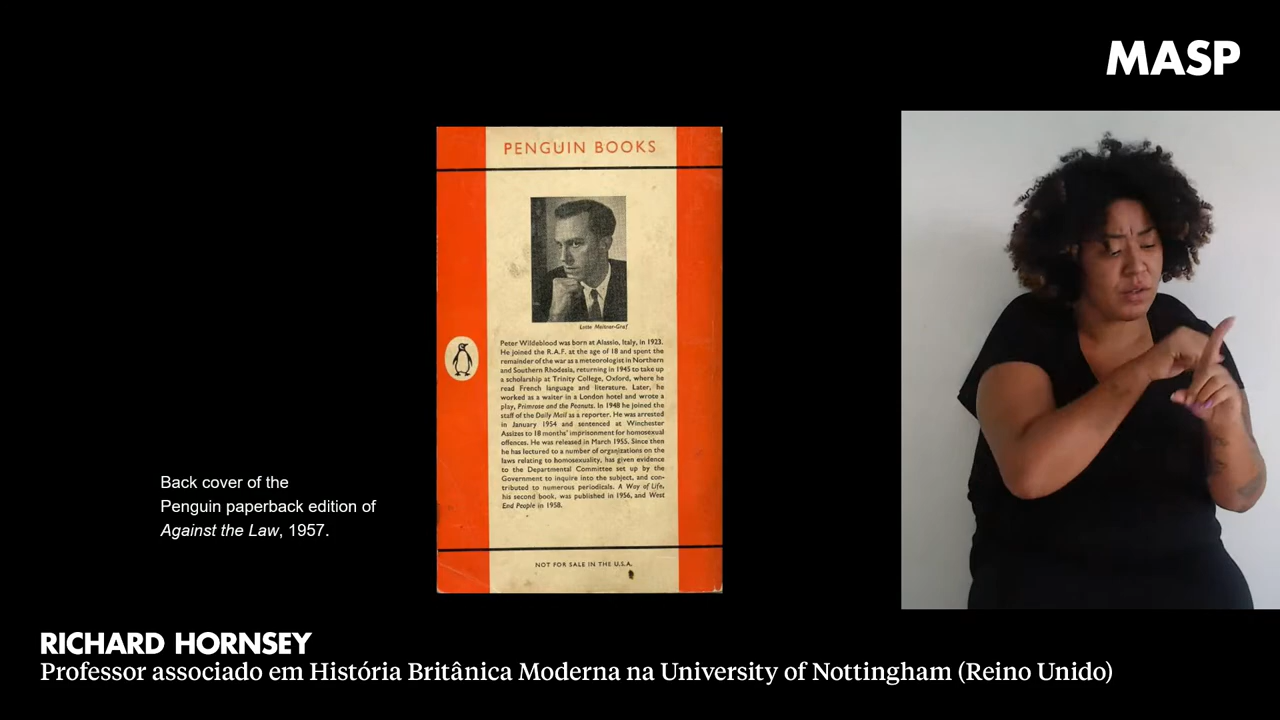 MASP
PENGUIN BOOKS
Lotte Meitner-Graf
Peter Wildeblood was born at Alassio, Italy, in 1923.
He joined the R.A.F. at the age of 18 and spent the
remainder of the war as a meteorologist in Northern
and Southern Rhodesia, returning in 1945 to take up
a scholarship at Trinity College, Oxford, where he
read French language and literature. Later, he
worked as a waiter in a London hotel and wrote a
play, Primrose and the Peanuts. In 1948 he joined the
staff of the Daily Mail as a reporter. He was arrested
in January 1954 and sentenced at Winchester
Assizes to 18 months' imprisonment for homosexual
offences. He was released in March 1955. Since then
he has lectured to a number of organizations on the
laws relating to homosexuality, has given evidence
to the Departmental Committee set up by the
Government to inquire into the subject, and con-
tributed to numerous periodicals. A Way of Life,
his second book, was published in 1956, and West
End People in 1958.
NOT FOR SALE IN THE U.S.A.
Back cover of the
Penguin paperback edition of
Against the Law, 1957.
RICHARD HORNSEY
Professor associado em História Britânica Moderna na University of Nottingham (Reino Unido)